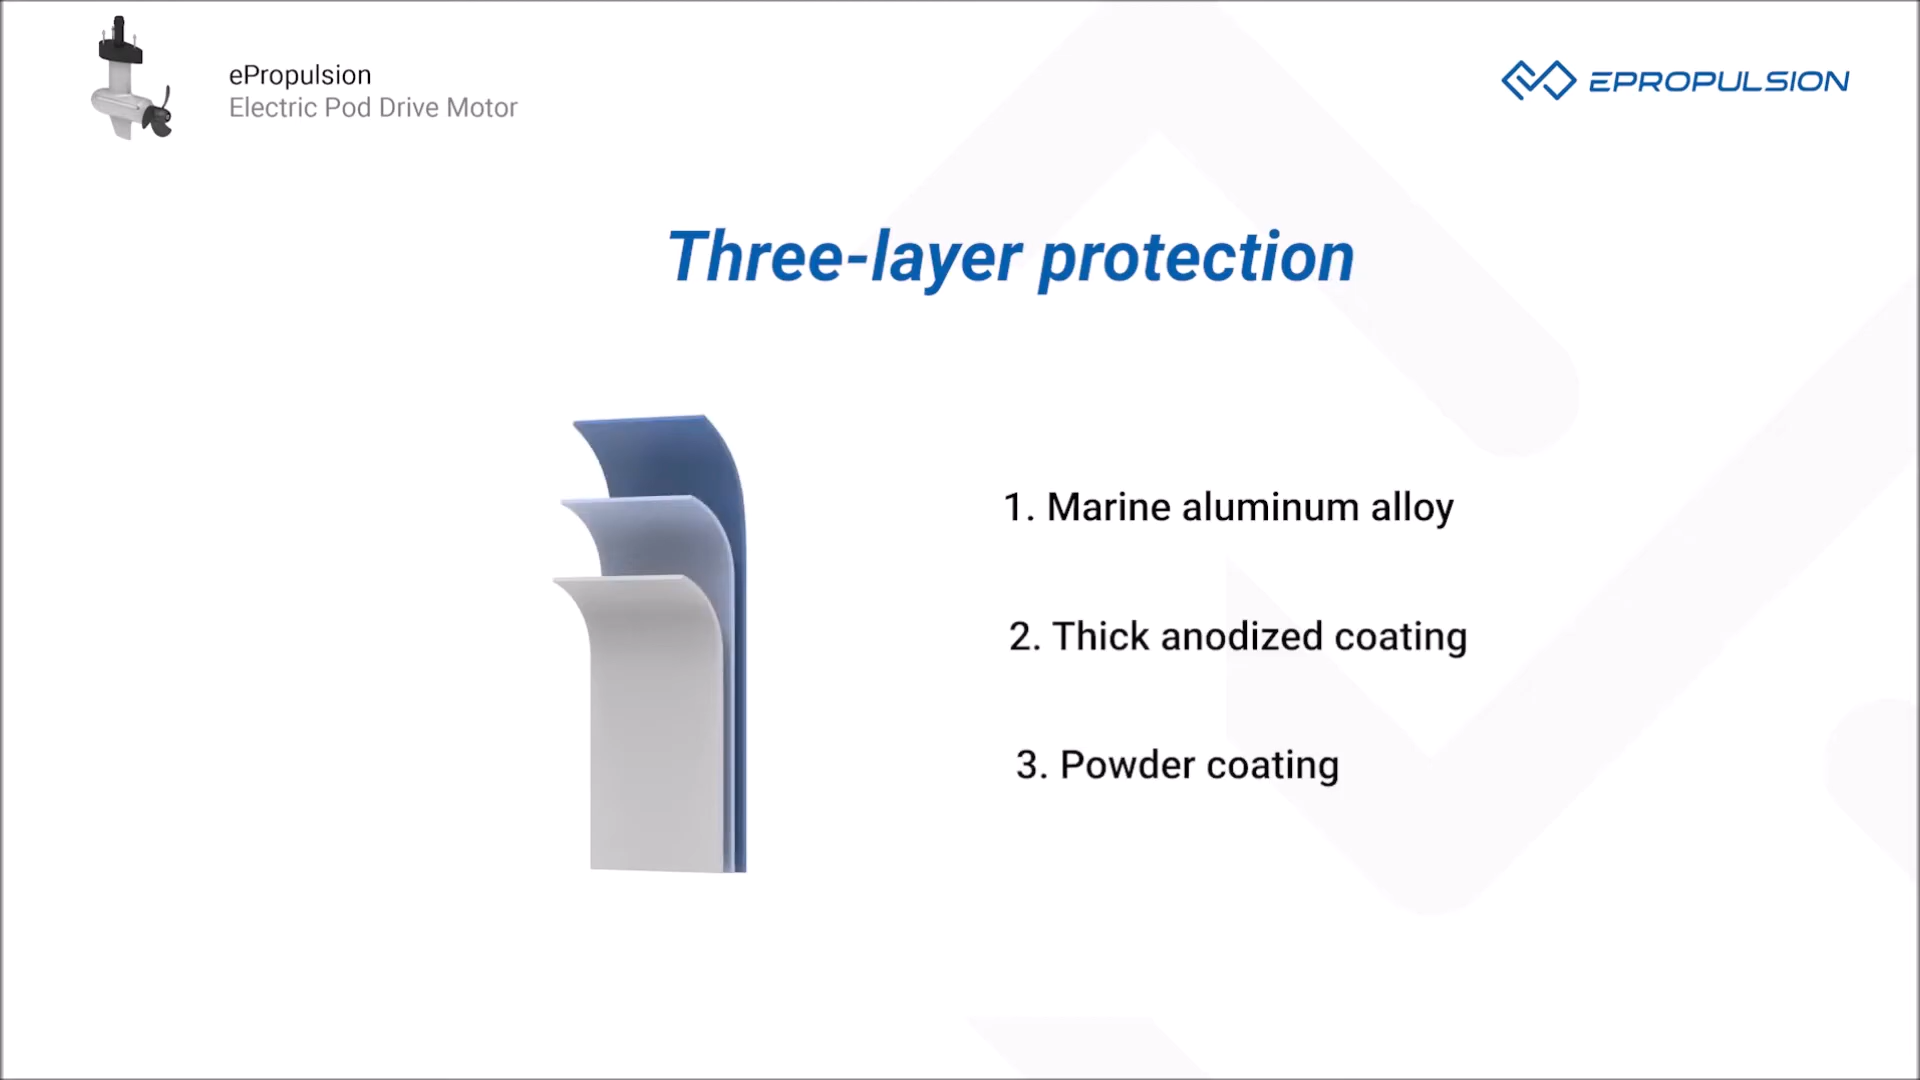 ePropulsion
Electric Pod Drive Motor
EPROPULSION
Three-layer protection
1. Marine aluminum alloy
2. Thick anodized coating
3. Powder coating